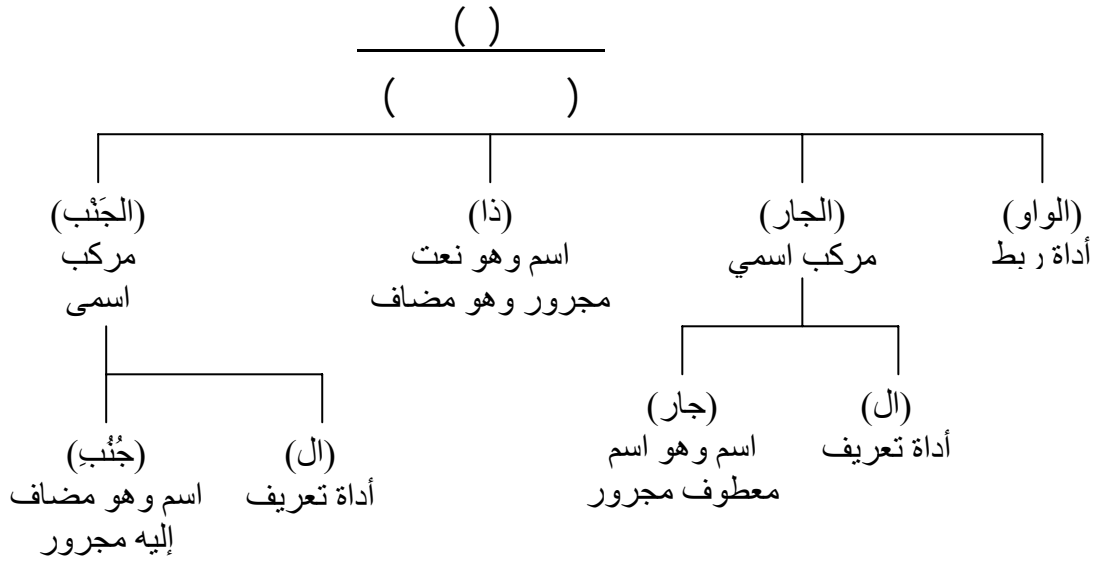 ( )
( )
(الواو)
أداة ربط
(الجار)
مركب اسمي
(ذا)
اسم وهو نعت
مجرور وهو مضاف
(الجَنْب)
مركب
اسمى
(ال)
أداة تعريف
(جار)
اسم وهو اسم
معطوف مجرور
(ال)
أداة تعريف
(جُنُبِ)
اسم وهو مضاف
إليه مجرور